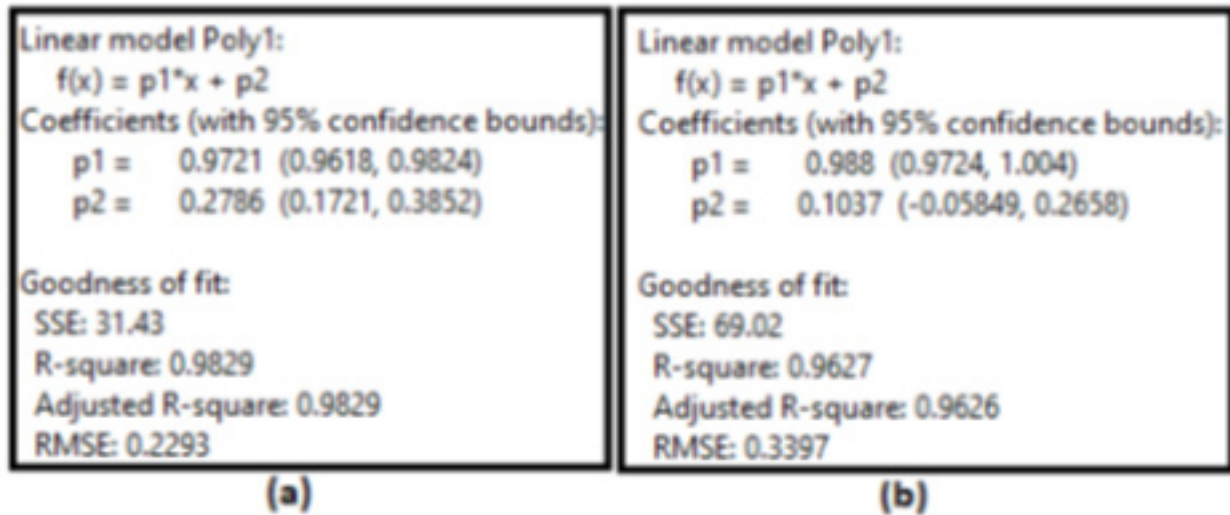 Linear model Poly1:
f(x) = p1*x + p2
Coefficients (with 95% confidence bounds):
p1 = 0.9721 (0.9618, 0.9824)
p2 = 0.2786 (0.1721, 0.3852)
Goodness of fit:
SSE: 31.43
R-square: 0.9829
Adjusted R-square: 0.9829
RMSE: 0.2293
(a)
Linear model Poly1:
f(x) = p1*x + p2
Coefficients (with 95% confidence bounds):
p1 = 0.988 (0.9724, 1.004)
p2 = 0.1037 (-0.05849, 0.2658)
Goodness of fit:
SSE: 69.02
R-square: 0.9627
Adjusted R-square: 0.9626
RMSE: 0.3397
(b)